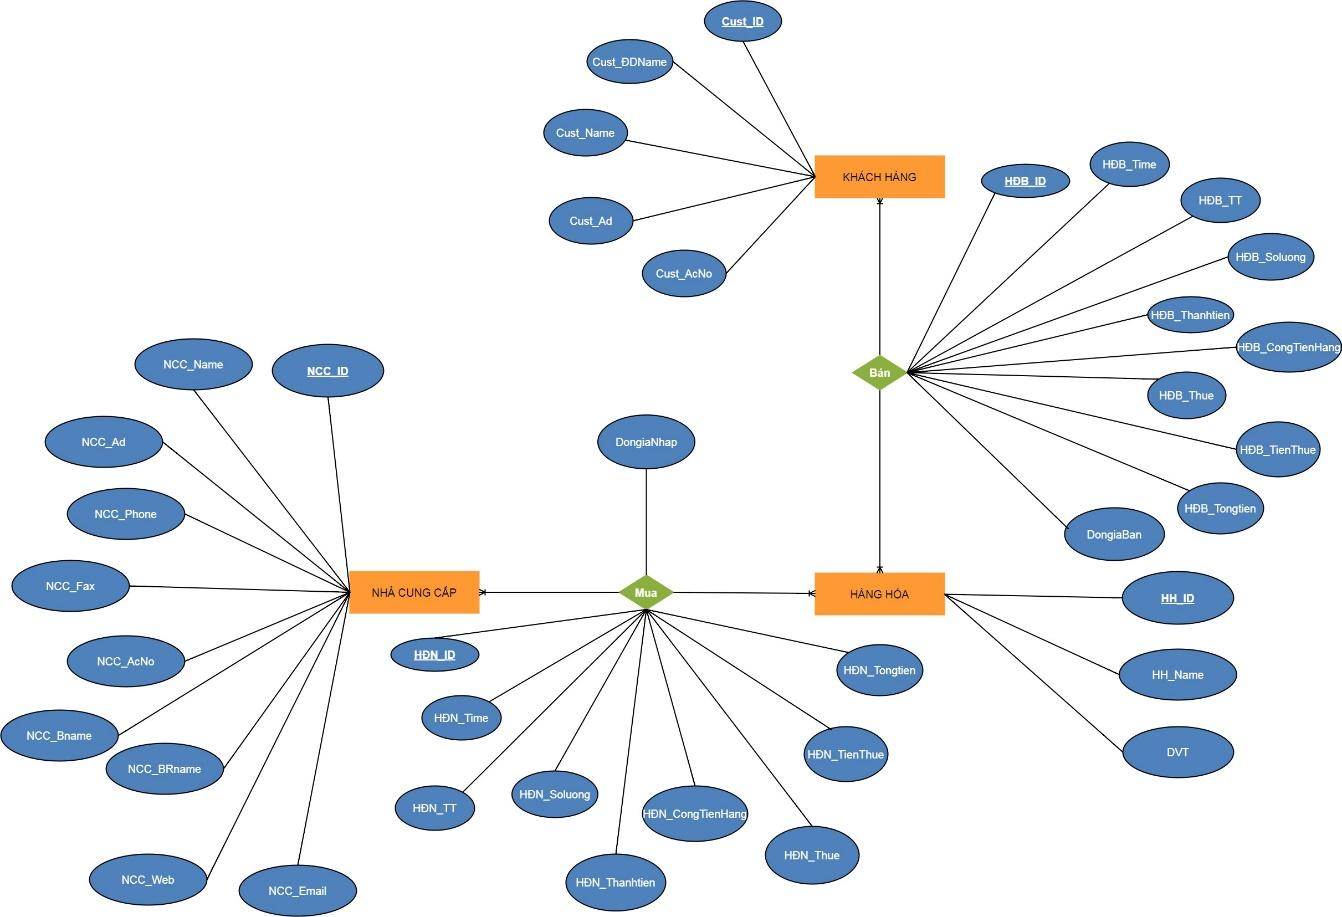 Cust_ID
Cust_ĐDName
Cust_Name
Cust_Ad
Cust_AcNo
KHÁCH HÀNG
HĐB_ID
HĐB_Time
HĐB_TT
HĐB_Soluong
HĐB_Thanhtien
HĐB_CongTienHang
HĐB_Thue
HĐB_TienThue
HĐB_Tongtien
DongiaBan
Bán
NCC_Name
NCC_ID
NCC_Ad
NCC_Phone
NCC_Fax
NCC_AcNo
NCC_Bname
NCC_BRname
NCC_Web
NCC_Email
NHÀ CUNG CẤP
DongiaNhap
Mua
HÀNG HÓA
HH_ID
HH_Name
DVT
HĐN_ID
HĐN_Time
HĐN_TT
HĐN_Soluong
HĐN_Thanhtien
HĐN_CongTienHang
HĐN_Thue
HĐN_TienThue
HĐN_Tongtien